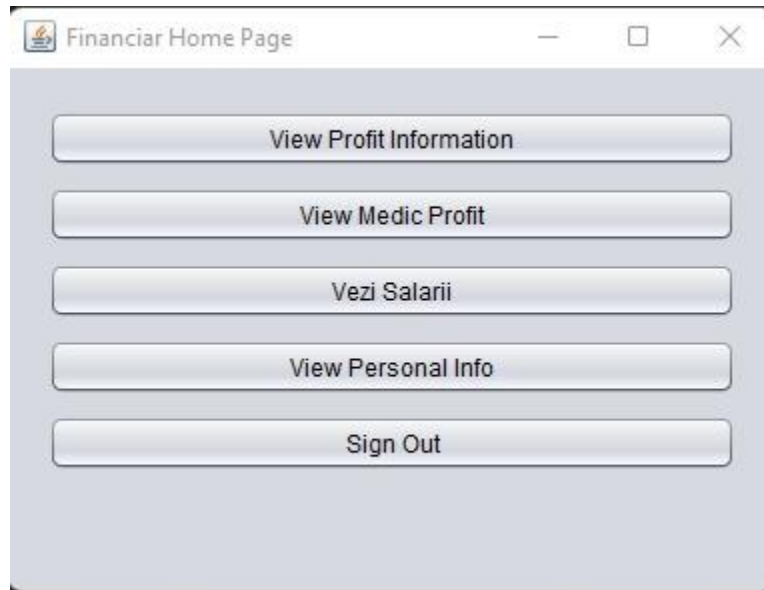 Financiar Home Page
View Profit Information
View Medic Profit
Vezi Salarii
View Personal Info
Sign Out